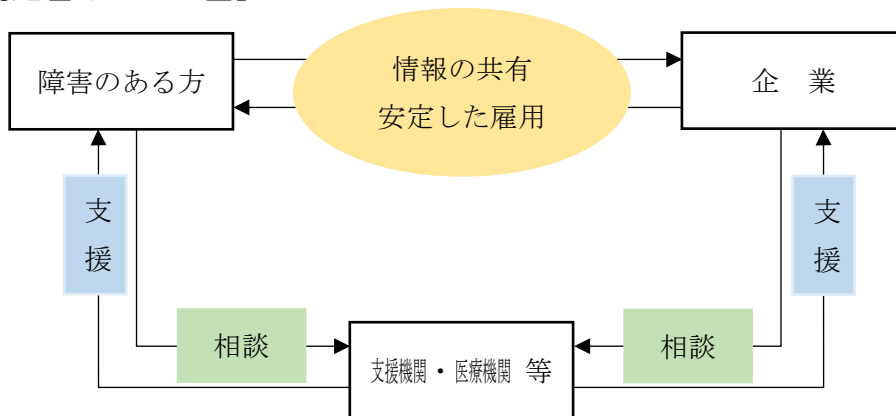 障害のある方
情報の共有
安定した雇用
企　業
支
援
支
援
相談
相談
支援機関・医療機関 等